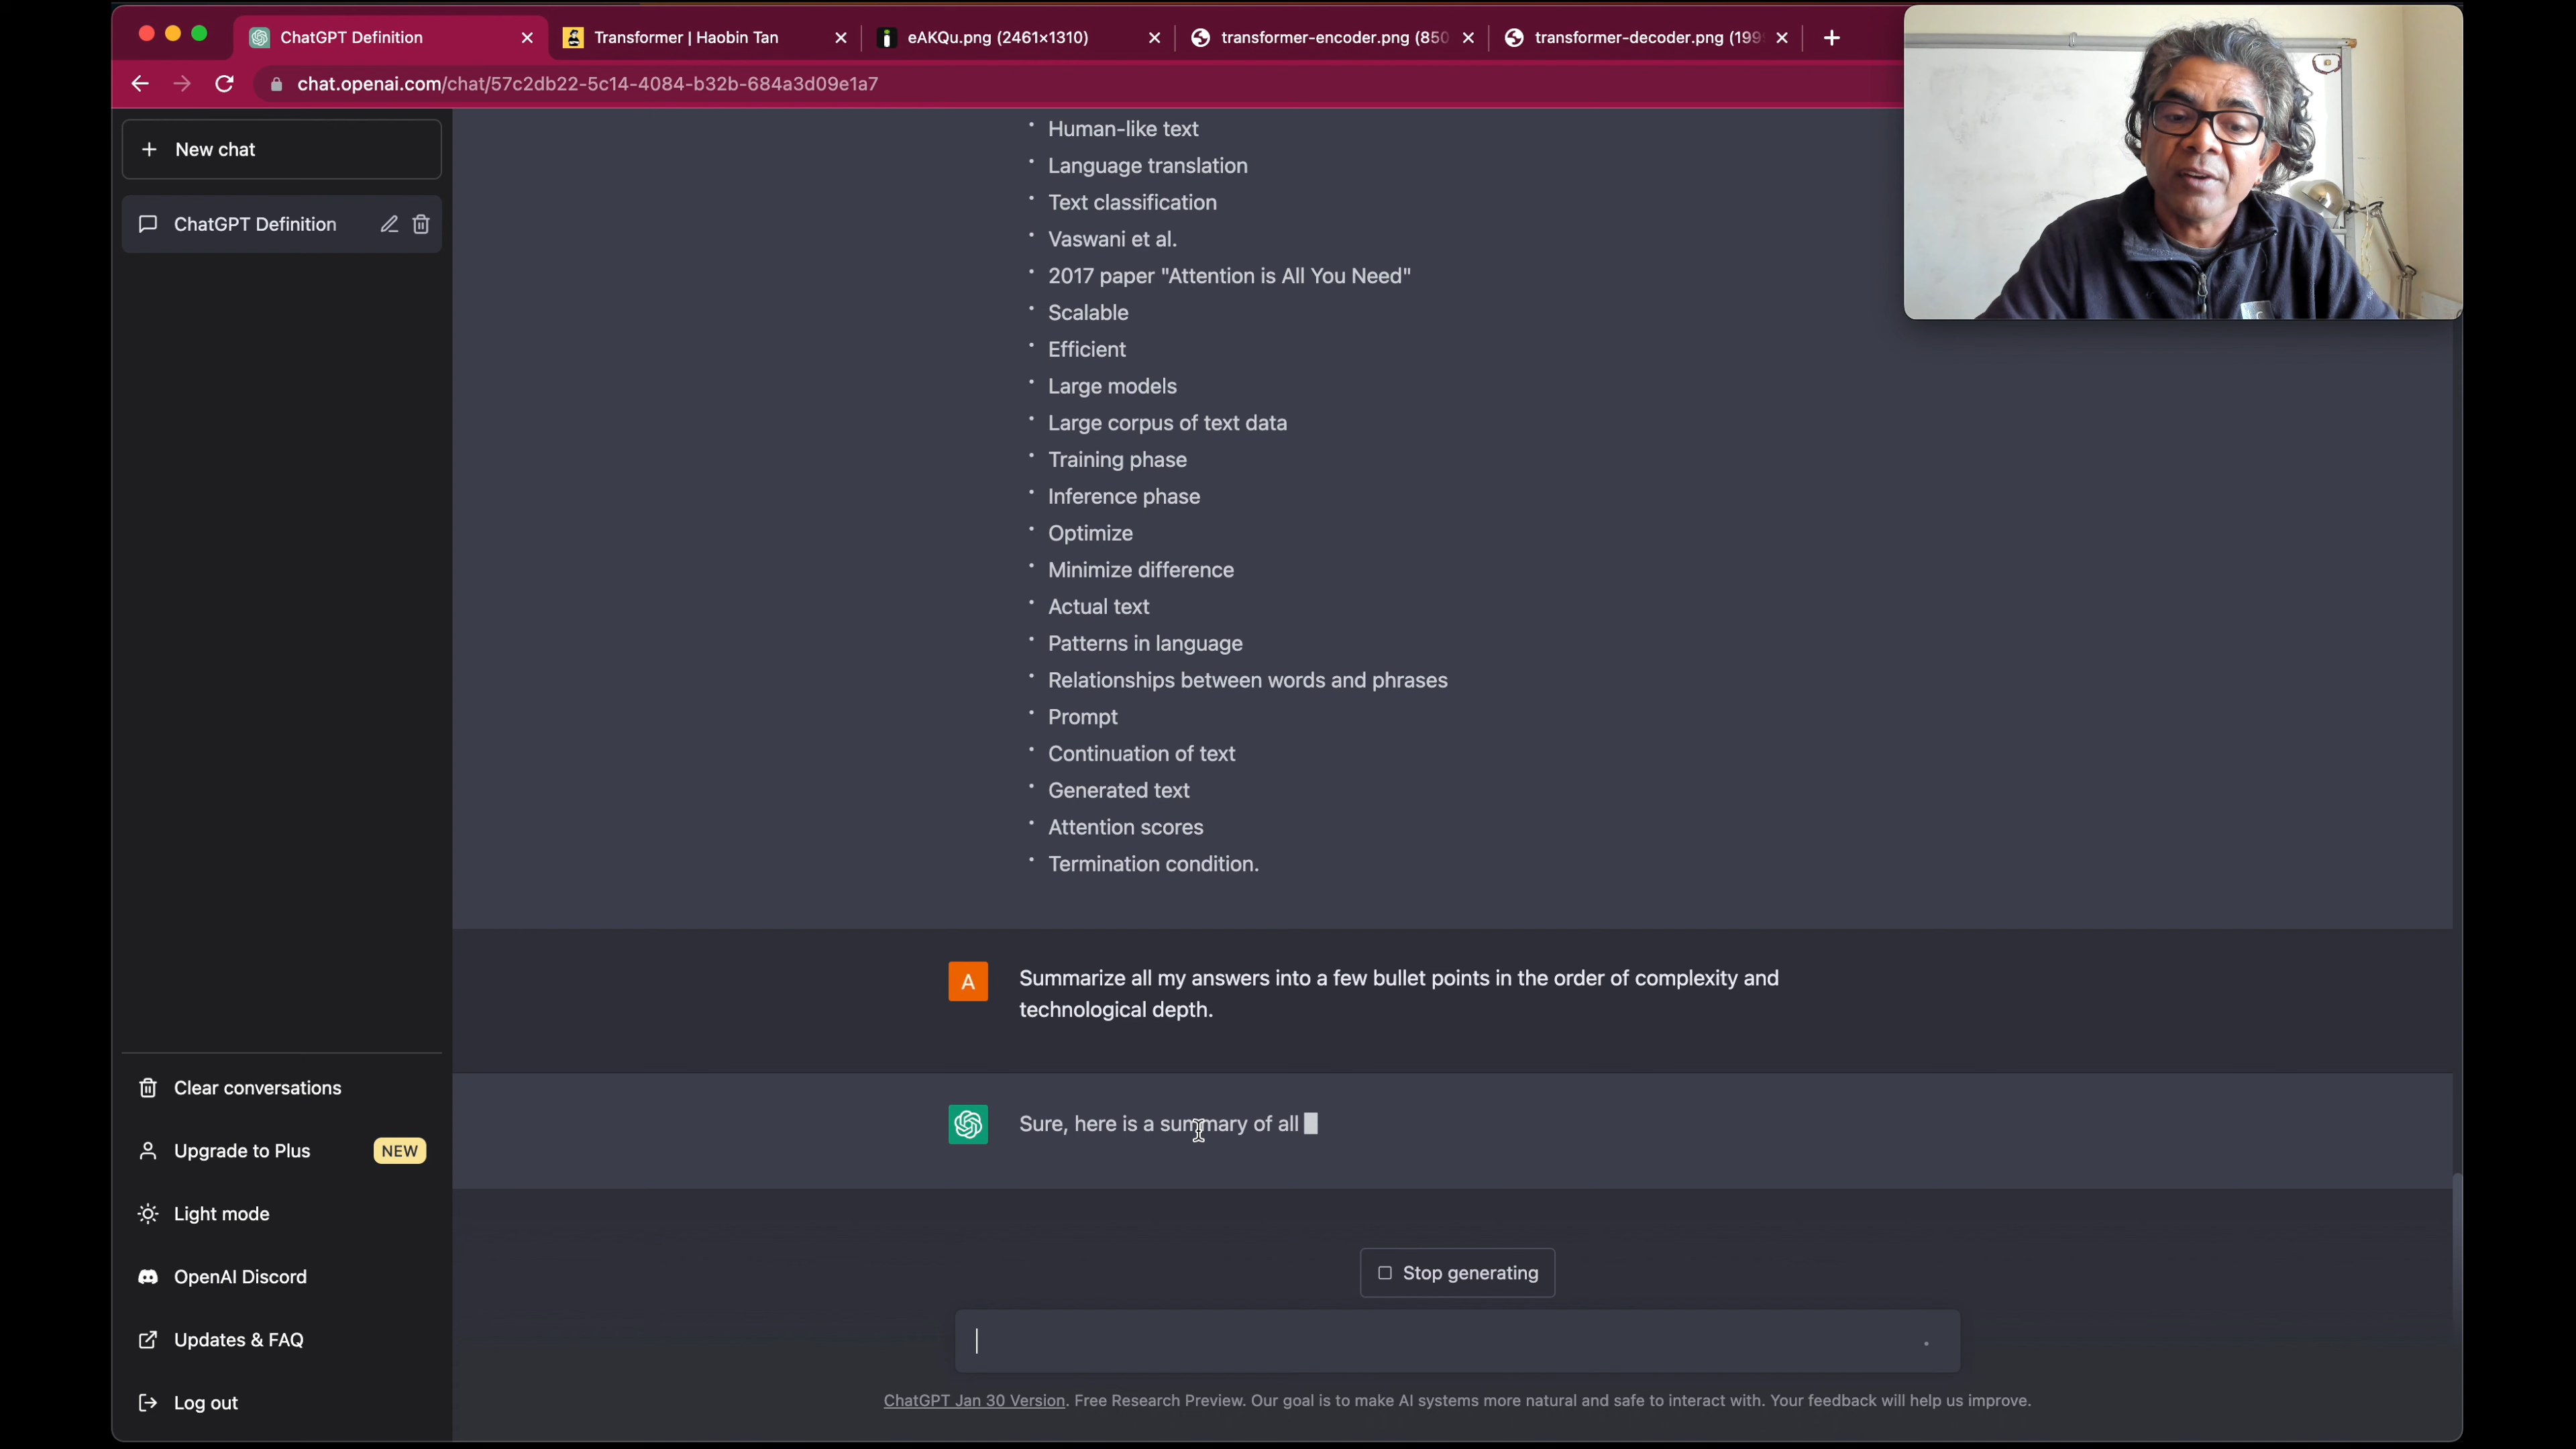 ChatGPT Definition
Transformer | Haobin Tan
eAKQu.png (2461×1310)
transformer-encoder.png (850
transformer-decoder.png (199
chat.openai.com/chat/57c2db22-5c14-4084-b32b-684a3d09e1a7
New chat
ChatGPT Definition
Clear conversations
Upgrade to Plus NEW
Light mode
OpenAI Discord
Updates & FAQ
Log out
• Human-like text
• Language translation
• Text classification
• Vaswani et al.
• 2017 paper "Attention is All You Need"
• Scalable
• Efficient
• Large models
• Large corpus of text data
• Training phase
• Inference phase
• Optimize
• Minimize difference
• Actual text
• Patterns in language
• Relationships between words and phrases
• Prompt
• Continuation of text
• Generated text
• Attention scores
• Termination condition.
A
Summarize all my answers into a few bullet points in the order of complexity and
technological depth.
Sure, here is a summary of all
Stop generating
ChatGPT Jan 30 Version. Free Research Preview. Our goal is to make AI systems more natural and safe to interact with. Your feedback will help us improve.